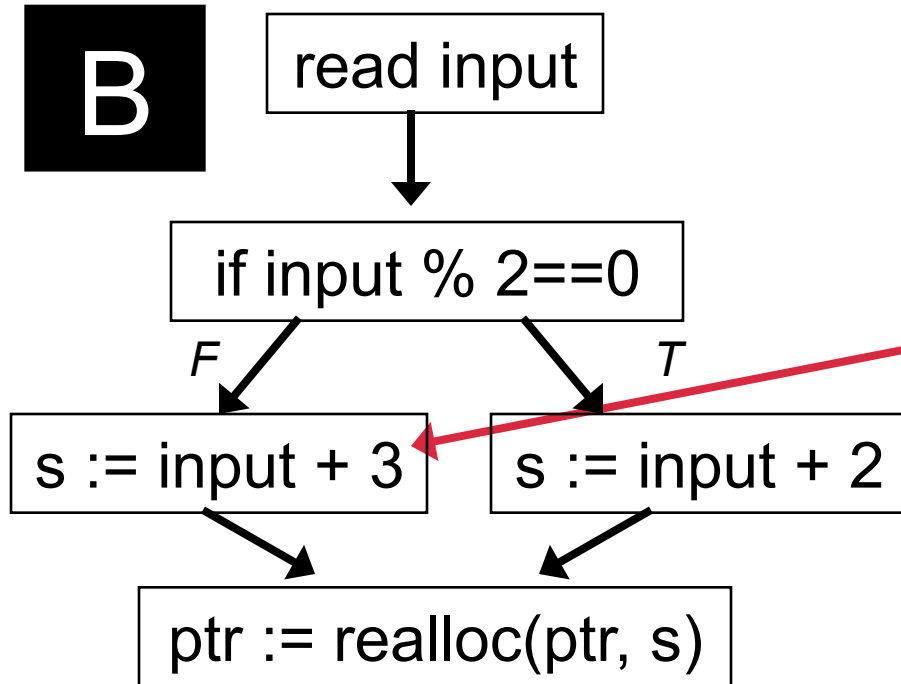 B
read input
if input % 2==0
F
T
s := input + 3
s := input + 2
ptr := realloc(ptr, s)